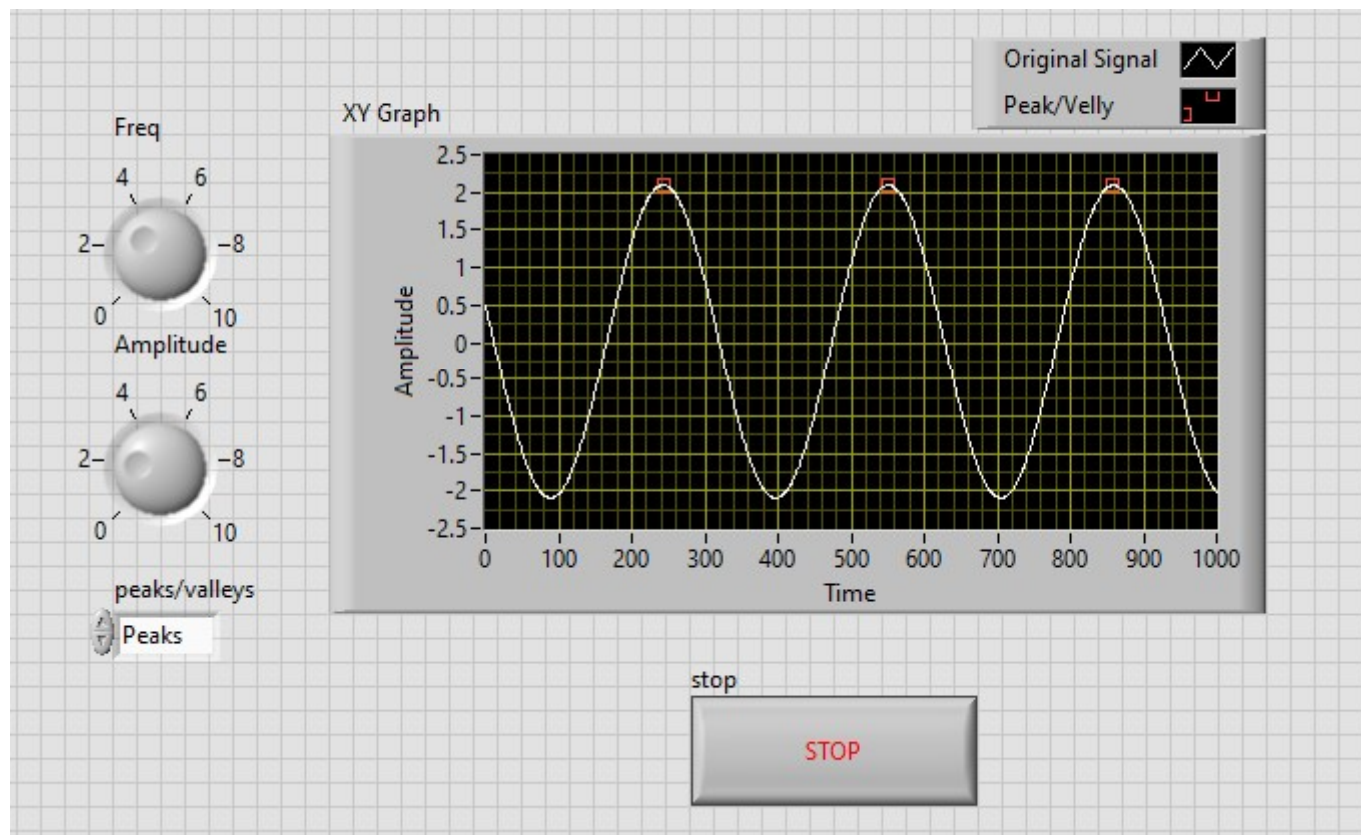 Original Signal
Peak/Velly
XY Graph
Freq
4 6
2 8
0 10
Amplitude
4 6
2 8
0 10
peaks/valleys
Peaks
2.5
2
1.5
1
0.5
0
-0.5
-1
-1.5
-2
-2.5
Amplitude
0 100 200 300 400 500 600 700 800 900 1000
Time
stop
STOP